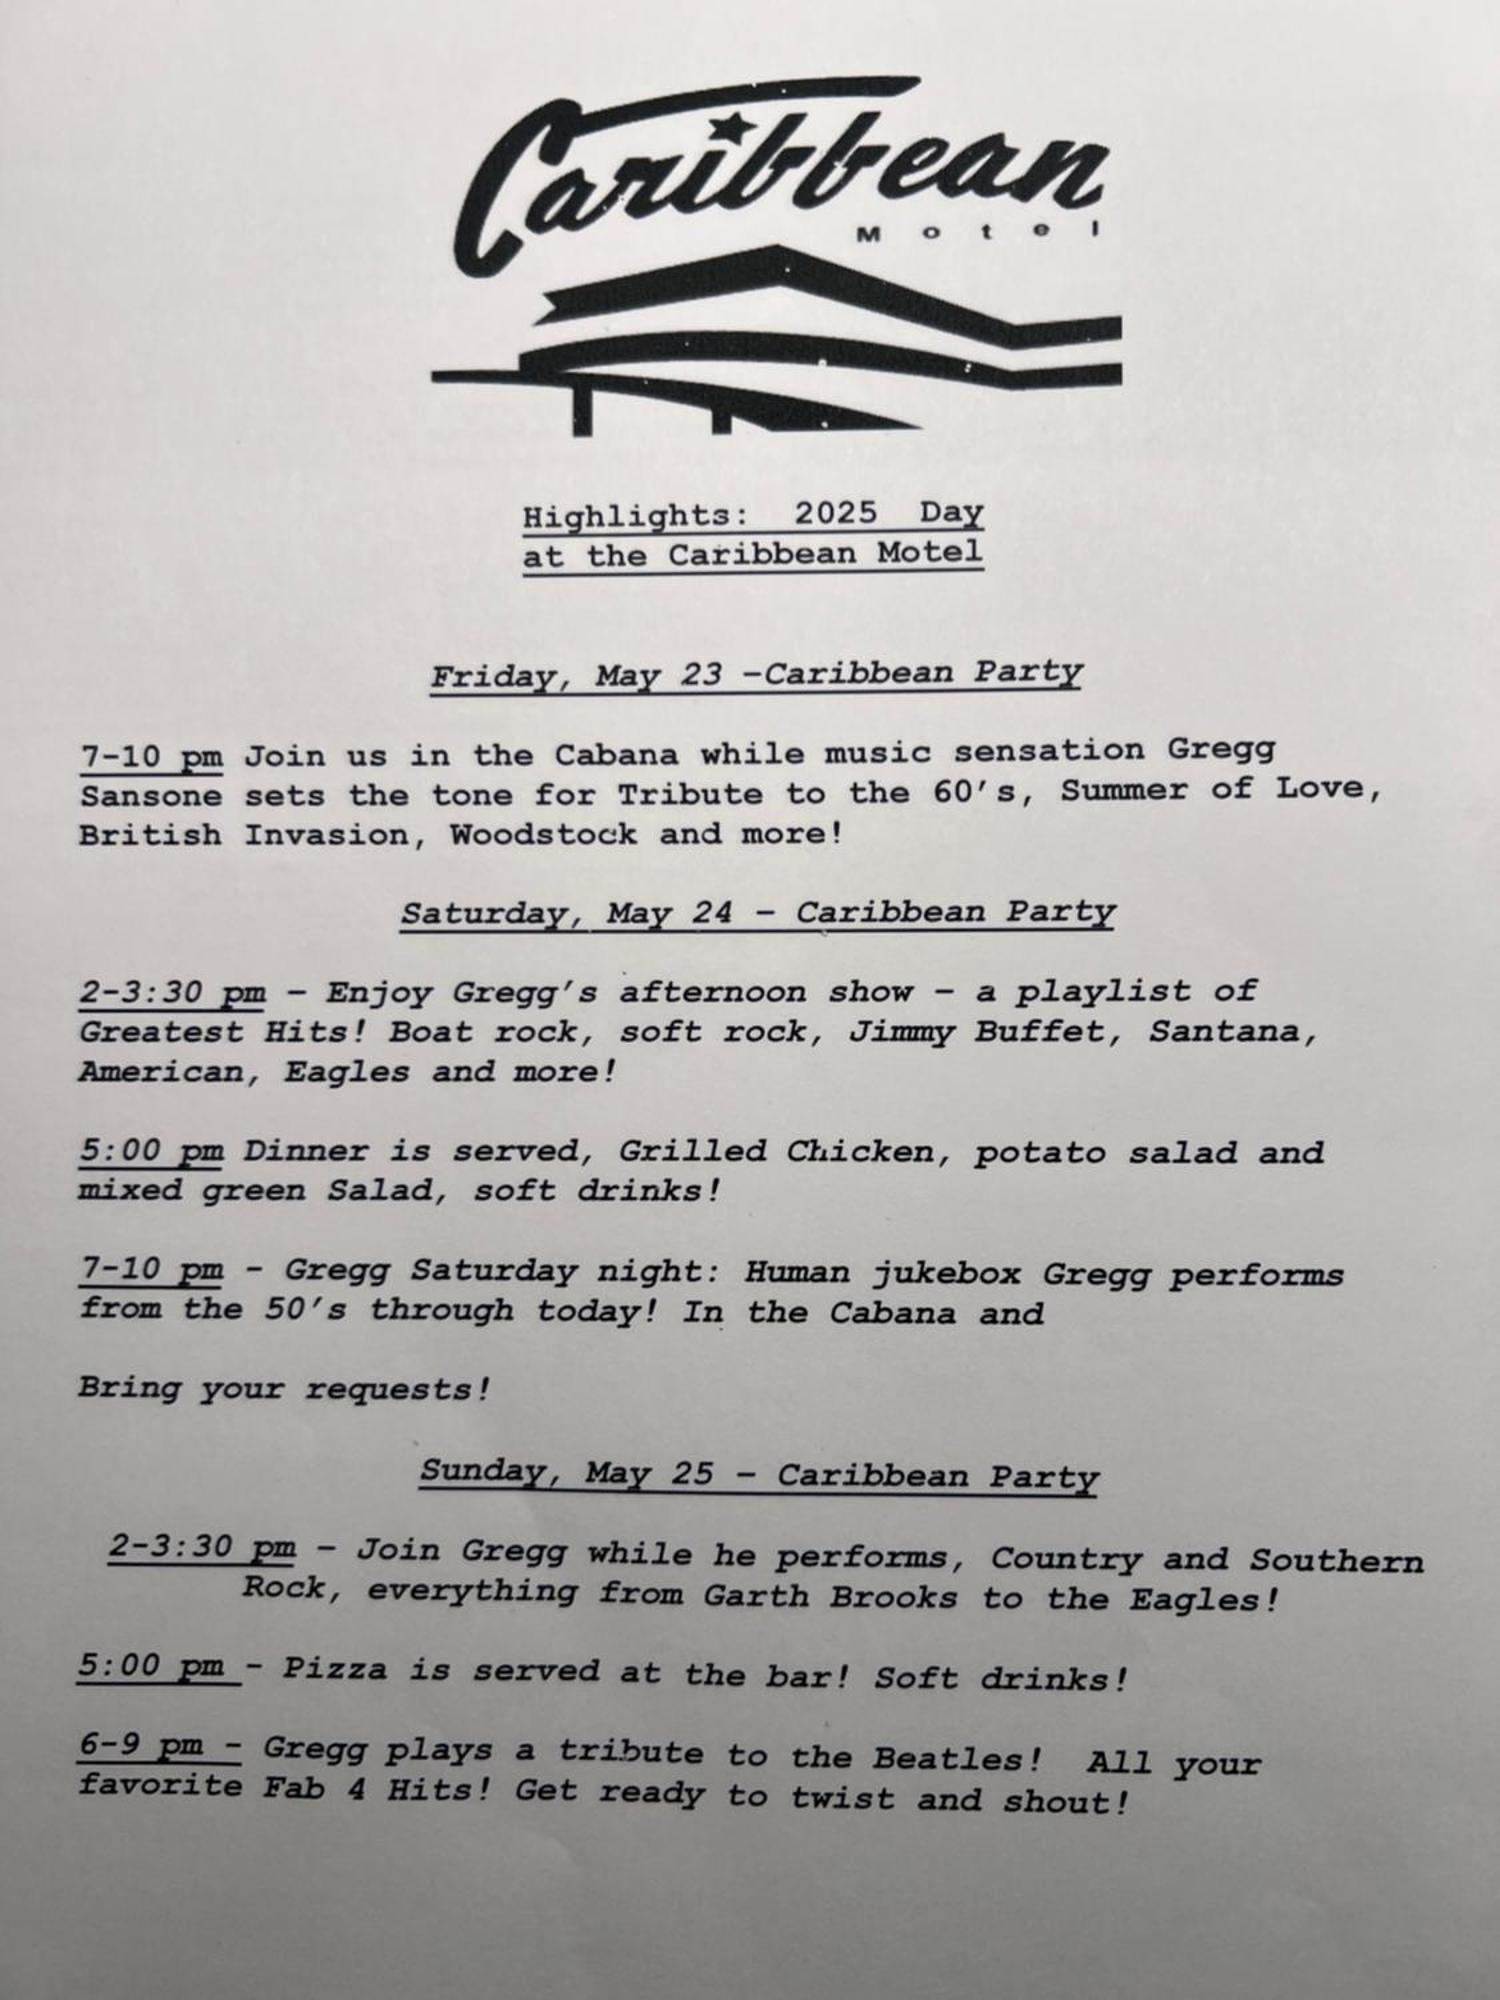 Caribbean
Motel
Highlights: 2025 Day
at the Caribbean Motel
Friday, May 23 -Caribbean Party
7-10 pm Join us in the Cabana while music sensation Gregg
Sansone sets the tone for Tribute to the 60's, Summer of Love,
British Invasion, Woodstock and more!
Saturday, May 24 - Caribbean Party
2-3:30 pm - Enjoy Gregg's afternoon show - a playlist of
Greatest Hits! Boat rock, soft rock, Jimmy Buffet, Santana,
American, Eagles and more!
5:00 pm Dinner is served, Grilled Chicken, potato salad and
mixed green Salad, soft drinks!
7-10 pm - Gregg Saturday night: Human jukebox Gregg performs
from the 50's through today! In the Cabana and
Bring your requests!
Sunday, May 25 - Caribbean Party
2-3:30 pm - Join Gregg while he performs, Country and Southern
Rock, everything from Garth Brooks to the Eagles!
5:00 pm - Pizza is served at the bar! Soft drinks!
6-9 pm - Gregg plays a tribute to the Beatles! All your
favorite Fab 4 Hits! Get ready to twist and shout!